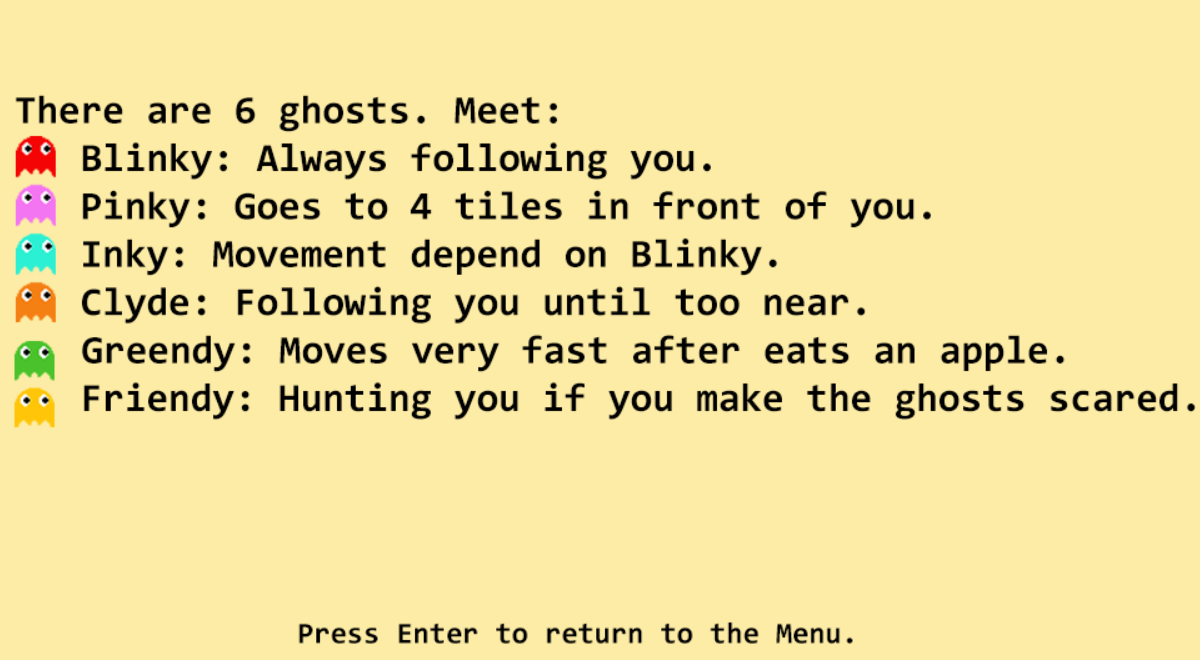 There are 6 ghosts. Meet:
Blinky: Always following you.
Pinky: Goes to 4 tiles in front of you.
Inky: Movement depend on Blinky.
Clyde: Following you until too near.
Greendy: Moves very fast after eats an apple.
Friendy: Hunting you if you make the ghosts scared.
Press Enter to return to the Menu.